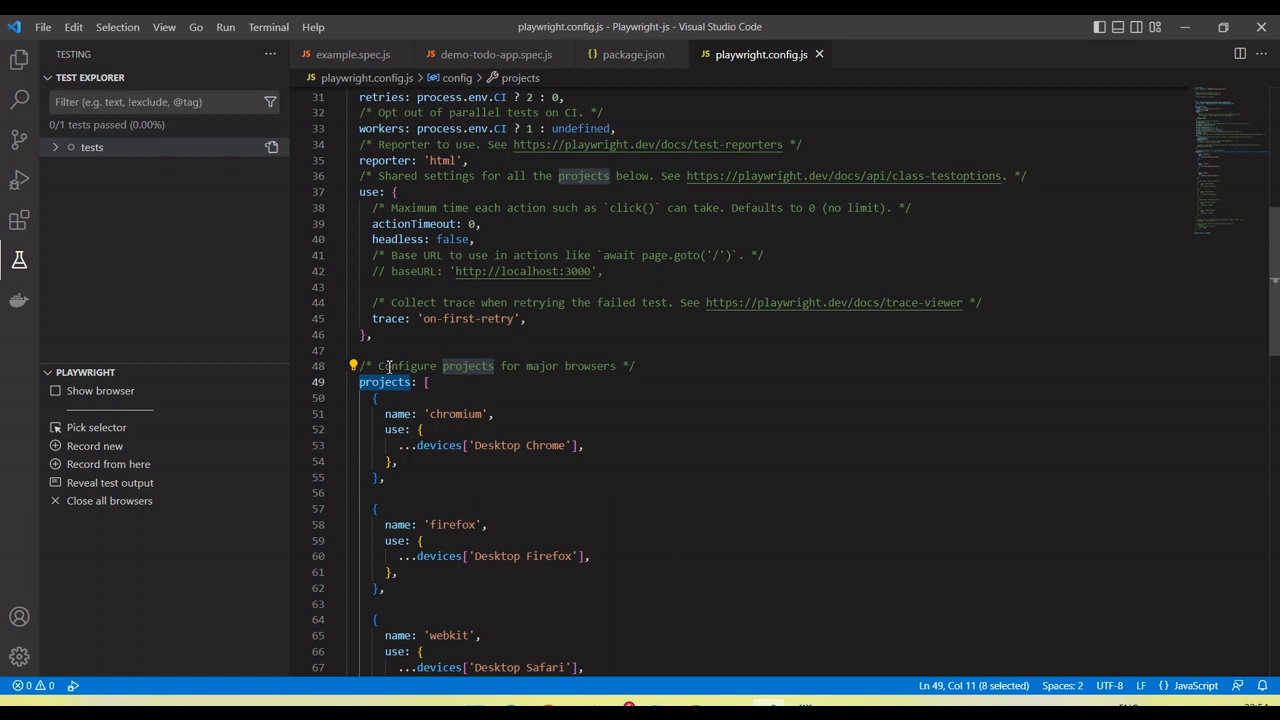 File Edit Selection View Go Run Terminal Help
playwright.config.js - Playwright-js - Visual Studio Code
TESTING
TEST EXPLORER
Filter (e.g. text, !exclude, @tag)
0/1 tests passed (0.00%)
tests
PLAYWRIGHT
Show browser
Pick selector
Record new
Record from here
Reveal test output
Close all browsers
example.spec.js demo-todo-app.spec.js package.json playwright.config.js
playwright.config.js > config > projects
31 retries: process.env.CI ? 2 : 0,
32 /* Opt out of parallel tests on CI. */
33 workers: process.env.CI ? 1 : undefined,
34 /* Reporter to use. See https://playwright.dev/docs/test-reporters */
35 reporter: 'html',
36 /* Shared settings for all the projects below. See https://playwright.dev/docs/api/class-testoptions. */
37 use: {
38 /* Maximum time each action such as `click()` can take. Defaults to 0 (no limit). */
39 actionTimeout: 0,
40 headless: false,
41 /* Base URL to use in actions like `await page.goto('/')`. */
42 // baseURL: 'http://localhost:3000',
43
44 /* Collect trace when retrying the failed test. See https://playwright.dev/docs/trace-viewer */
45 trace: 'on-first-retry',
46 },
47
48 /* Configure projects for major browsers */
49 projects: [
50 {
51 name: 'chromium',
52 use: {
53 ...devices['Desktop Chrome'],
54 },
55 },
56
57 {
58 name: 'firefox',
59 use: {
60 ...devices['Desktop Firefox'],
61 },
62 },
63
64 {
65 name: 'webkit',
66 use: {
67 ...devices['Desktop Safari'],
0 0 Ln 49, Col 11 (8 selected) Spaces: 2 UTF-8 LF {} JavaScript